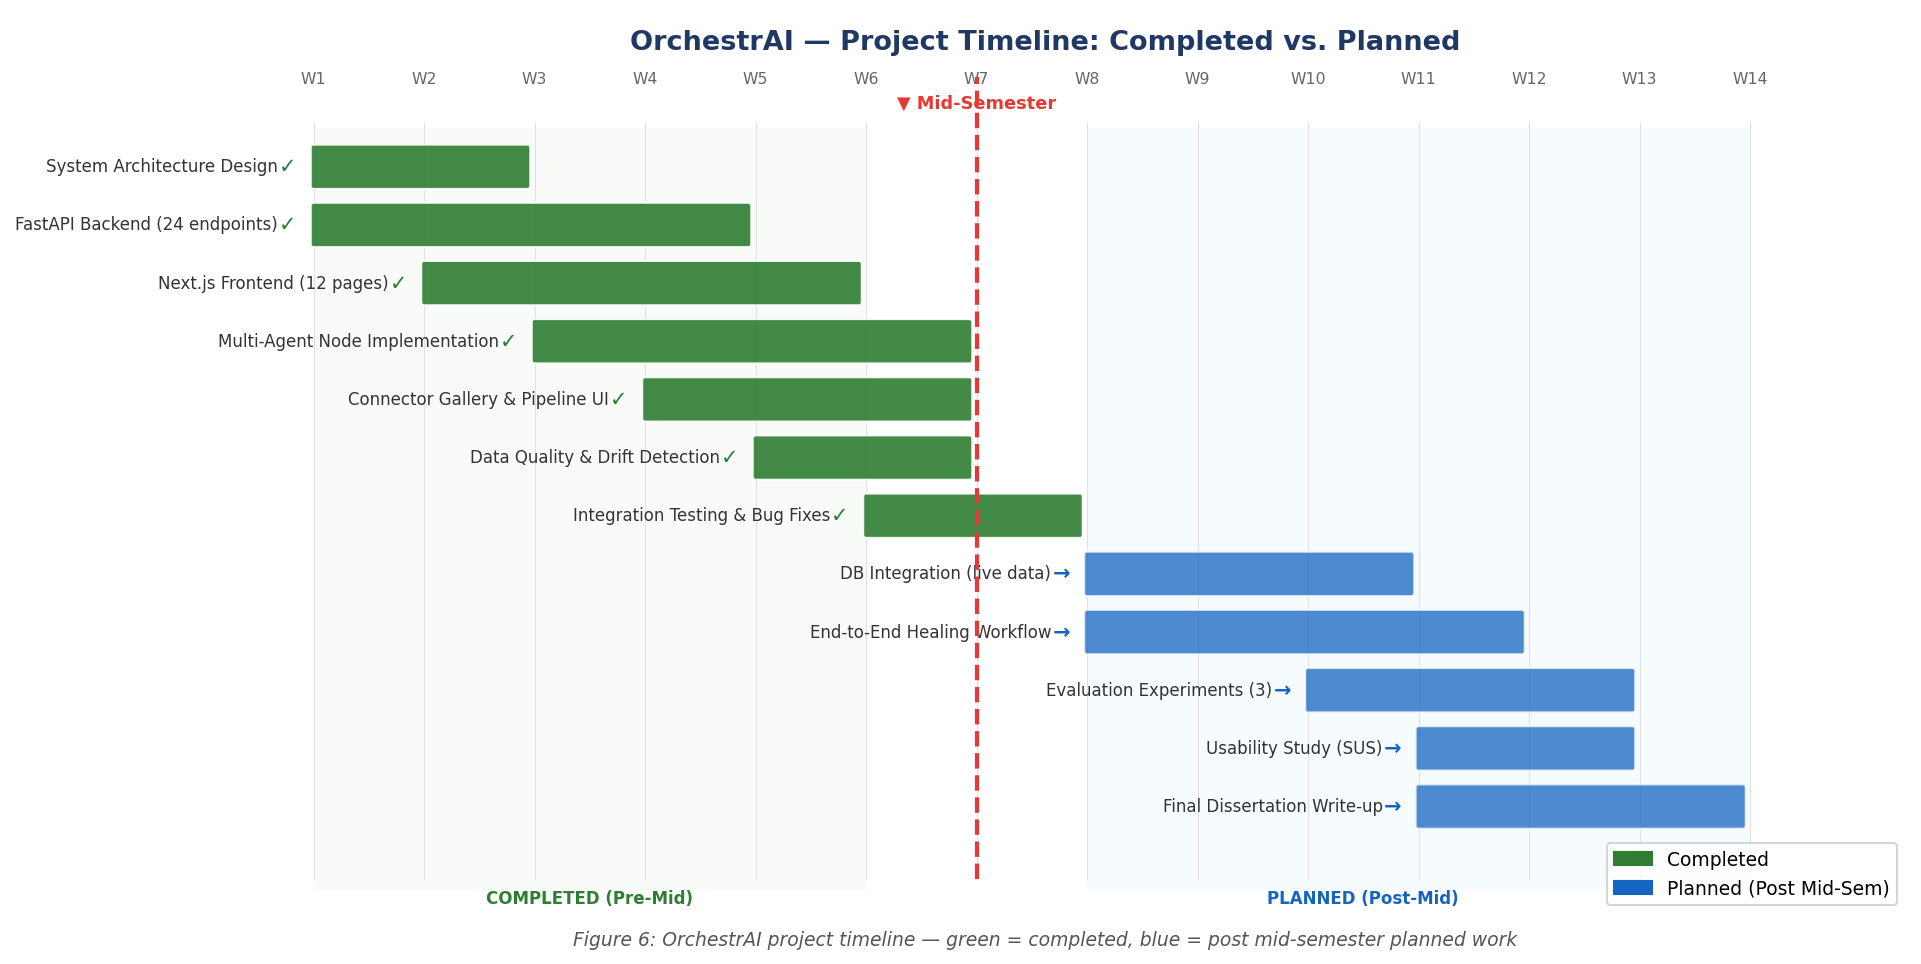 OrchestrAI — Project Timeline: Completed vs. Planned
W1 W2 W3 W4 W5 W6 W7 W8 W9 W10 W11 W12 W13 W14
▼ Mid-Semester
System Architecture Design ✓
FastAPI Backend (24 endpoints) ✓
Next.js Frontend (12 pages) ✓
Multi-Agent Node Implementation ✓
Connector Gallery & Pipeline UI ✓
Data Quality & Drift Detection ✓
Integration Testing & Bug Fixes ✓
DB Integration (live data) →
End-to-End Healing Workflow →
Evaluation Experiments (3) →
Usability Study (SUS) →
Final Dissertation Write-up →
Completed
Planned (Post Mid-Sem)
COMPLETED (Pre-Mid) PLANNED (Post-Mid)
Figure 6: OrchestrAI project timeline — green = completed, blue = post mid-semester planned work